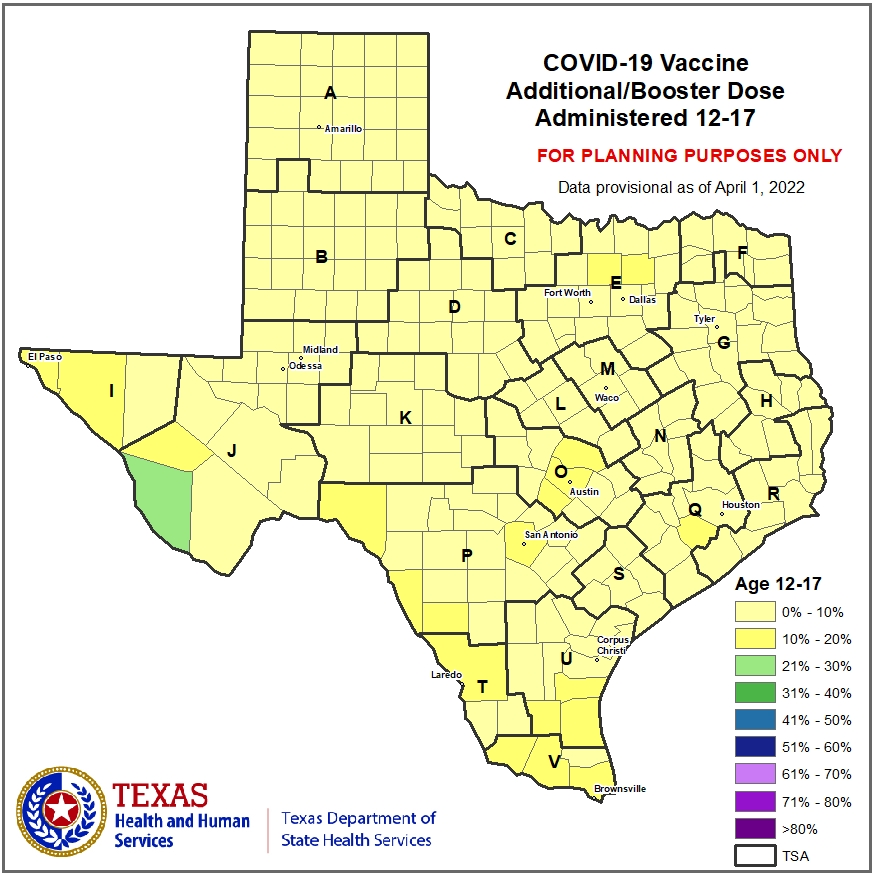 COVID-19 Vaccine
Additional/Booster Dose
Administered 12-17
FOR PLANNING PURPOSES ONLY
Data provisional as of April 1, 2022
A
Amarillo
B
C
F
E
Fort Worth
Dallas
D
Tyler
G
El Paso
Midland
Odessa
I
M
Waco
L
H
K
N
J
O
Austin
Q
Houston
R
San Antonio
P
S
Corpus
Christi
U
Laredo
T
V
Brownsville
Age 12-17
0% - 10%
10% - 20%
21% - 30%
31% - 40%
41% - 50%
51% - 60%
61% - 70%
71% - 80%
>80%
TSA
TEXAS
Health and Human
Services
Texas Department of
State Health Services